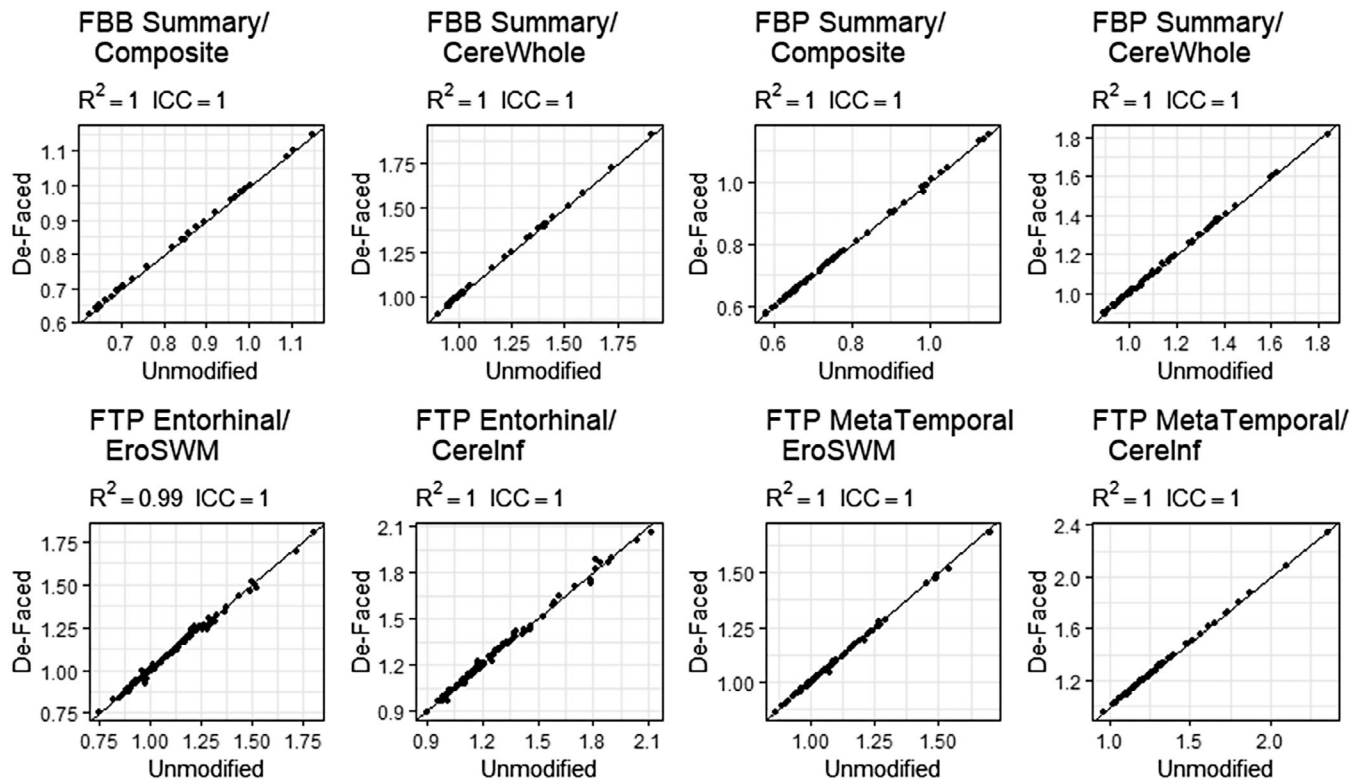 FBB Summary/
Composite
R² = 1 ICC = 1
De-Faced
1.1
1.0
0.9
0.8
0.7
0.6
0.7 0.8 0.9 1.0 1.1
Unmodified
FBB Summary/
CereWhole
R² = 1 ICC = 1
De-Faced
1.75
1.50
1.25
1.00
1.00 1.25 1.50 1.75
Unmodified
FBP Summary/
Composite
R² = 1 ICC = 1
De-Faced
1.0
0.8
0.6
0.6 0.8 1.0
Unmodified
FBP Summary/
CereWhole
R² = 1 ICC = 1
De-Faced
1.8
1.6
1.4
1.2
1.0
1.0 1.2 1.4 1.6 1.8
Unmodified
FTP Entorhinal/
EroSWM
R² = 0.99 ICC = 1
De-Faced
1.75
1.50
1.25
1.00
0.75
0.75 1.00 1.25 1.50 1.75
Unmodified
FTP Entorhinal/
CereInf
R² = 1 ICC = 1
De-Faced
2.1
1.8
1.5
1.2
0.9
0.9 1.2 1.5 1.8 2.1
Unmodified
FTP MetaTemporal
EroSWM
R² = 1 ICC = 1
De-Faced
1.50
1.25
1.00
1.00 1.25 1.50
Unmodified
FTP MetaTemporal/
CereInf
R² = 1 ICC = 1
De-Faced
2.4
2.0
1.6
1.2
1.0 1.5 2.0
Unmodified